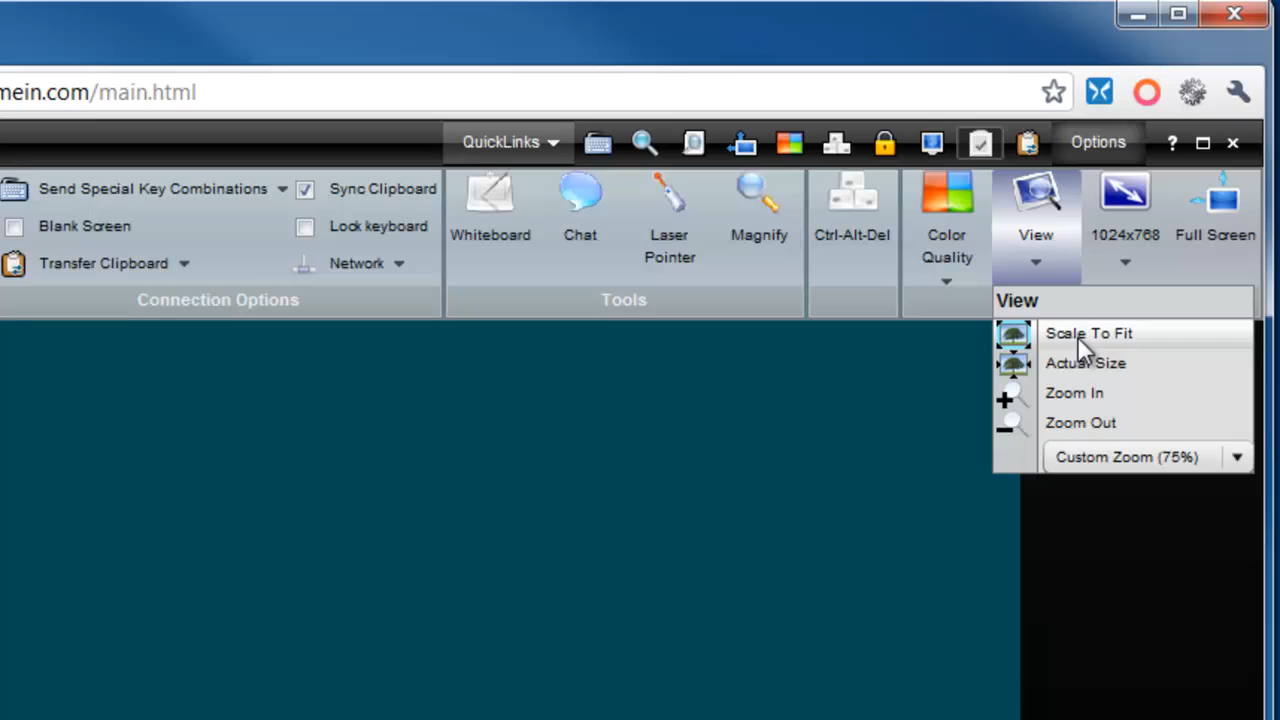 mein.com/main.html
QuickLinks Options ?
Send Special Key Combinations Sync Clipboard
Blank Screen Lock keyboard
Transfer Clipboard Network
Connection Options
Whiteboard Chat Laser Pointer Magnify
Tools
Ctrl-Alt-Del
Color Quality View 1024x768 Full Screen
View
Scale To Fit
Actual Size
Zoom In
Zoom Out
Custom Zoom (75%)